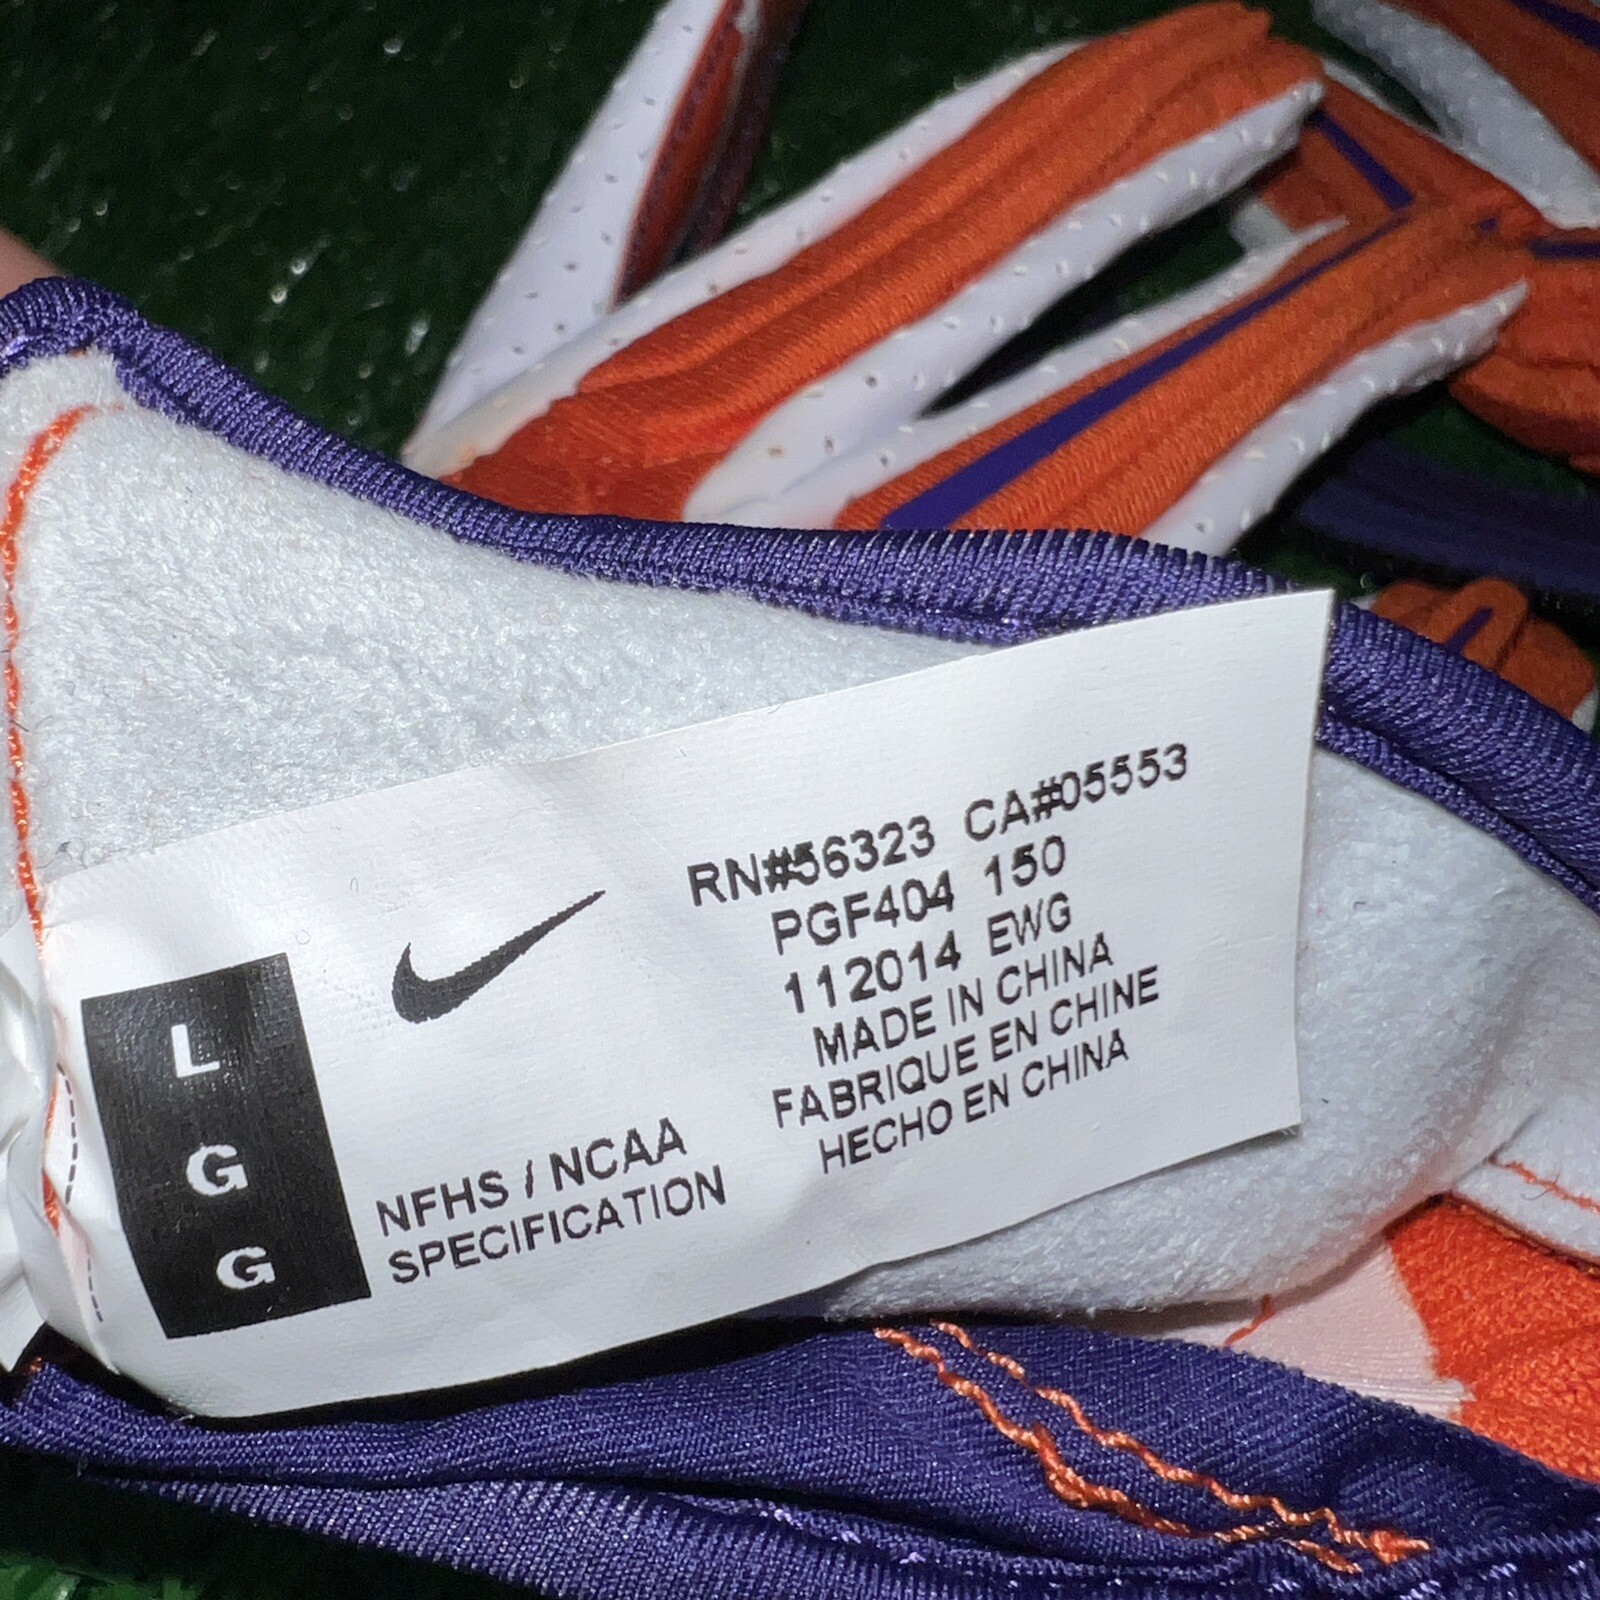 L
G
G
NFHS / NCAA
SPECIFICATION
RN#56323 CA#05553
PGF404 150
112014 EWG
MADE IN CHINA
FABRIQUE EN CHINE
HECHO EN CHINA